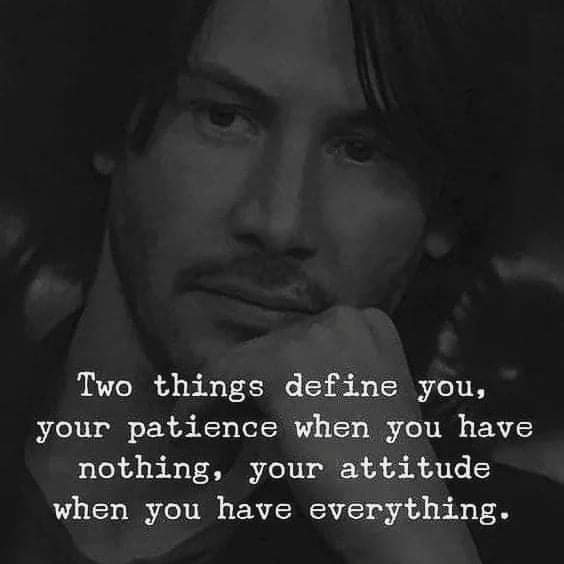 Two things define you,
your patience when you have
nothing, your attitude
when you have everything.